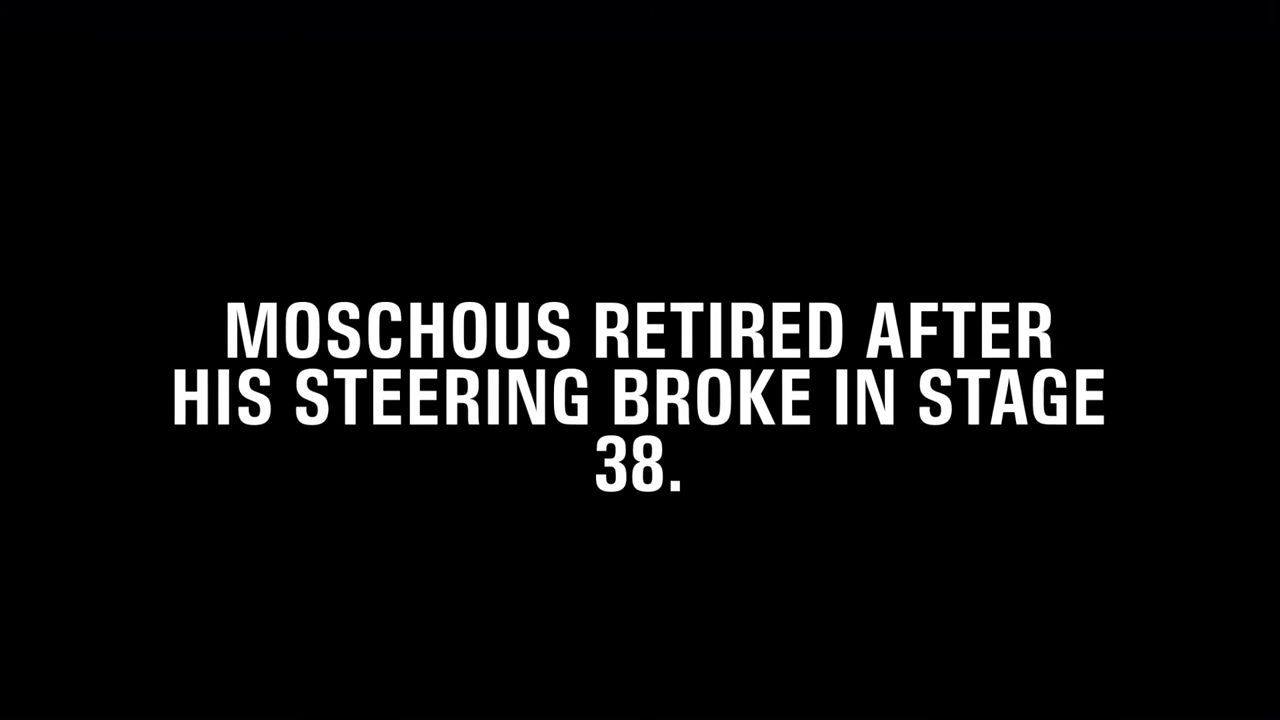 MOSCHOUS RETIRED AFTER
HIS STEERING BROKE IN STAGE
38.